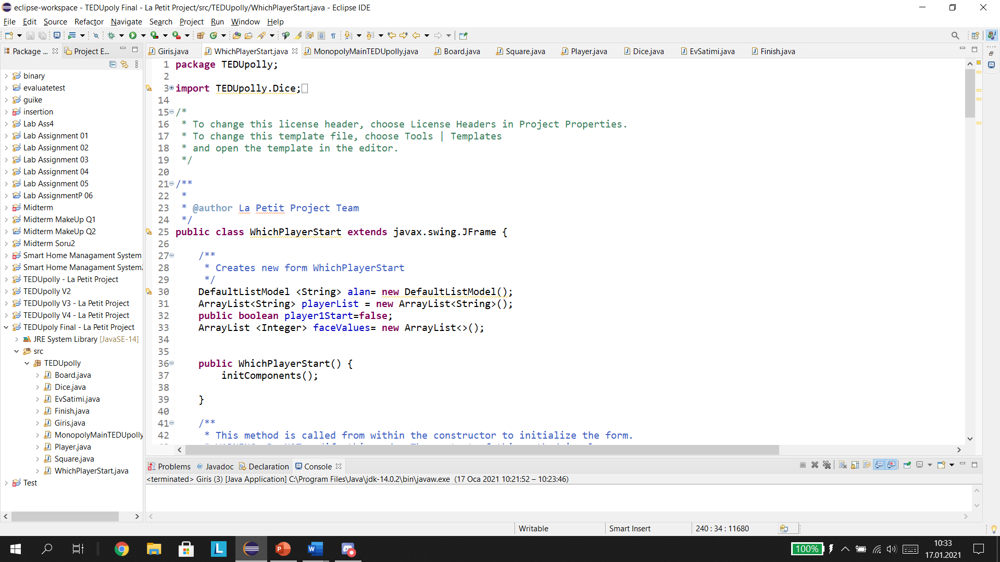 eclipse-workspace - TEDUpoly Final - La Petit Project/src/TEDUpolly/WhichPlayerStart.java - Eclipse IDE
File Edit Source Refactor Navigate Search Project Run Window Help
Package ... Project E...
Giris.java WhichPlayerStart.java MonopolyMainTEDUpolly.java Board.java Square.java Player.java Dice.java EvSatimi.java Finish.java
binary
evaluatetest
guike
insertion
Lab Ass4
Lab Assignment 01
Lab Assignment 02
Lab Assignment 03
Lab Assignment 04
Lab Assignment 05
Lab AssignmentP 06
Midterm
Midterm MakeUp Q1
Midterm MakeUp Q2
Midterm Soru2
Smart Home Managament System
Smart Home Managament System
TEDUpolly - La Petit Project
TEDUpolly V2
TEDUpolly V3 - La Petit Project
TEDUpolly V4 - La Petit Project
TEDUpoly Final - La Petit Project
JRE System Library [JavaSE-14]
src
TEDUpolly
Board.java
Dice.java
EvSatimi.java
Finish.java
Giris.java
MonopolyMainTEDUpolly
Player.java
Square.java
WhichPlayerStart.java
Test
1 package TEDUpolly;
2
3 import TEDUpolly.Dice;
14
15 /*
16 * To change this license header, choose License Headers in Project Properties.
17 * To change this template file, choose Tools | Templates
18 * and open the template in the editor.
19 */
20
21 /**
22 *
23 * @author La Petit Project Team
24 */
25 public class WhichPlayerStart extends javax.swing.JFrame {
26
27 /**
28 * Creates new form WhichPlayerStart
29 */
30 DefaultListModel <String> alan= new DefaultListModel();
31 ArrayList<String> playerList = new ArrayList<String>();
32 public boolean player1Start=false;
33 ArrayList <Integer> faceValues= new ArrayList<>();
34
35
36 public WhichPlayerStart() {
37 initComponents();
38
39 }
40
41 /**
42 * This method is called from within the constructor to initialize the form.
Problems @ Javadoc Declaration Console
<terminated> Giris (3) [Java Application] C:\Program Files\Java\jdk-14.0.2\bin\javaw.exe (17 Oca 2021 10:21:52 – 10:23:46)
Writable Smart Insert 240 : 34 : 11680
100% 10:33
17.01.2021